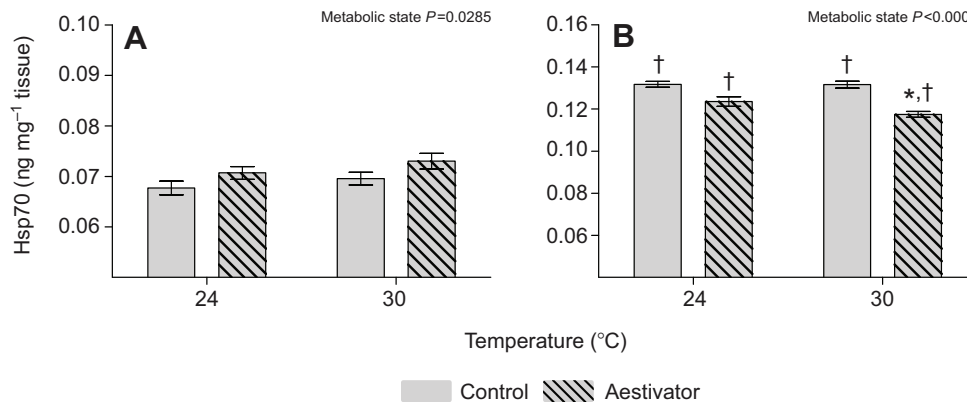 A
Metabolic state P=0.0285
Hsp70 (ng mg–1 tissue)
0.10
0.09
0.08
0.07
0.06
24
30
B
Metabolic state P<0.000
0.16
0.14
0.12
0.10
0.08
0.06
†
†
†
*,†
24
30
Temperature (°C)
Control
Aestivator